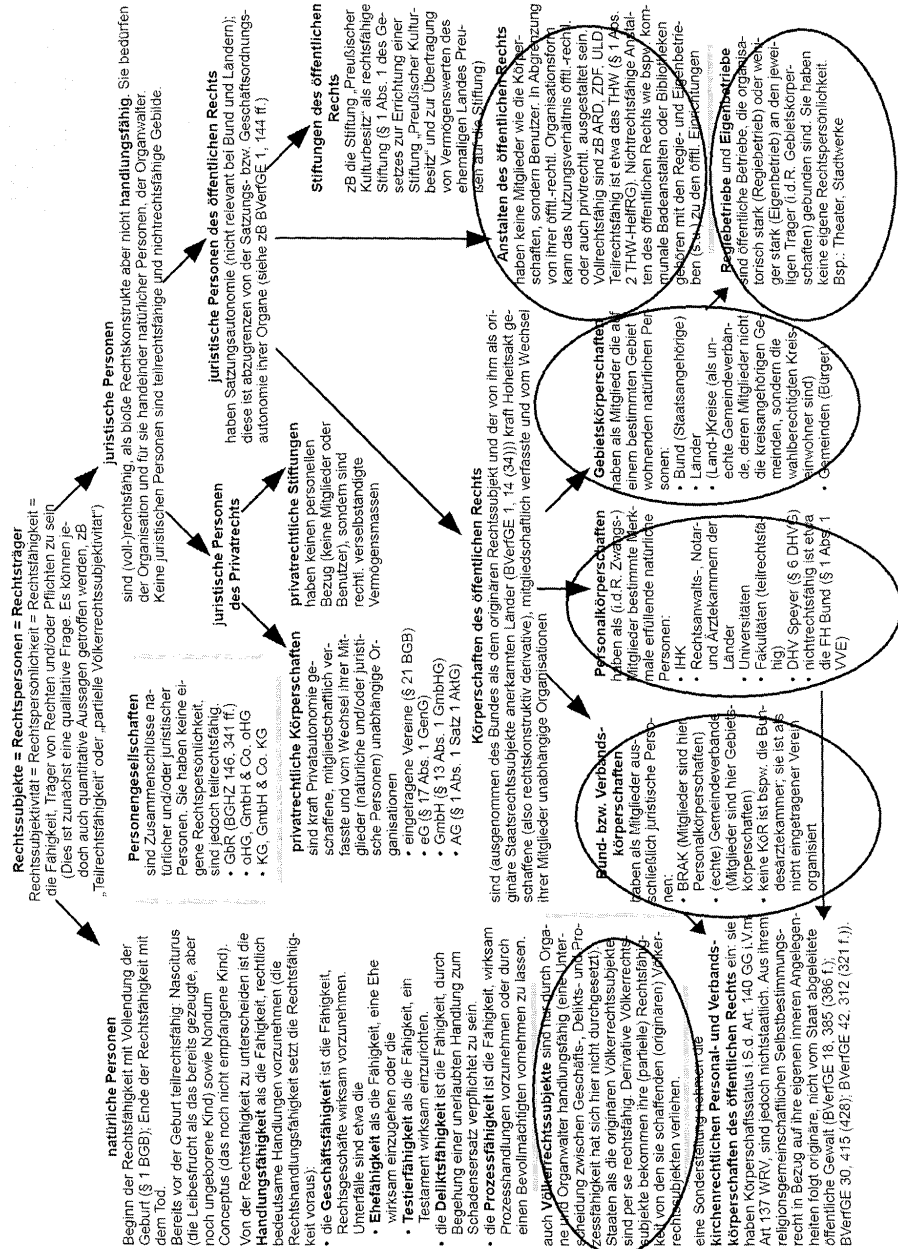 Rechtssubjekte = Rechtspersonen = Rechtsträger
Rechtssubjektivität = Rechtspersönlichkeit = Rechtsfähigkeit =
die Fähigkeit, Träger von Rechten und/oder Pflichten zu sein
(Dies ist zunächst eine qualitative Frage. Es können je-
doch auch quantitative Aussagen getroffen werden, zB
„Teilrechtsfähigkeit" oder „partielle Völkerrechtssubjektivität")
natürliche Personen
Beginn der Rechtsfähigkeit mit Vollendung der
Geburt (§ 1 BGB); Ende der Rechtsfähigkeit mit
dem Tod.
Bereits vor der Geburt teilrechtsfähig: Nasciturus
(die Leibesfrucht als das bereits gezeugte, aber
noch ungeborene Kind) sowie Nondum
Conceptus (das noch nicht empfangene Kind).
Von der Rechtsfähigkeit zu unterscheiden ist die
Handlungsfähigkeit als die Fähigkeit, rechtlich
bedeutsame Handlungen vorzunehmen (die
Rechtshandlungsfähigkeit setzt die Rechtsfähig-
keit voraus):
• die Geschäftsfähigkeit ist die Fähigkeit,
Rechtsgeschäfte wirksam vorzunehmen.
Unterfälle sind etwa die
• Ehefähigkeit als die Fähigkeit, eine Ehe
wirksam einzugehen oder die
• Testierfähigkeit als die Fähigkeit, ein
Testament wirksam einzurichten.
• die Deliktsfähigkeit ist die Fähigkeit, durch
Begehung einer unerlaubten Handlung zum
Schadensersatz verpflichtet zu sein.
• die Prozessfähigkeit ist die Fähigkeit, wirksam
Prozesshandlungen vorzunehmen oder durch
einen Bevollmächtigten vornehmen zu lassen.
auch Völkerrechtssubjekte sind nur durch Orga-
ne und Organwalter handlungsfähig (eine Unter-
scheidung zwischen Geschäfts-, Delikts- und Pro-
zessfähigkeit hat sich hier nicht durchgesetzt).
Staaten als die originären Völkerrechtssubjekte
sind per se rechtsfähig. Derivative Völkerrechts-
subjekte bekommen ihre (partielle) Rechtsfähig-
keit von den sie schaffenden (originären) Völker-
rechtssubjekten verliehen.
eine Sonderstellung nehmen die
kirchenrechtlichen Personal- und Verbands-
körperschaften des öffentlichen Rechts ein: sie
haben Körperschaftsstatus i.S.d. Art. 140 GG i.V.m.
Art 137 WRV, sind jedoch nichtstaatlich. Aus ihrem
religionsgemeinschaftlichen Selbstbestimmungs-
recht in Bezug auf ihre eigenen inneren Angelegen-
heiten folgt originäre, nicht vom Staat abgeleitete
öffentliche Gewalt (BVerfGE 18, 385 (386 f.);
BVerfGE 30, 415 (428); BVerfGE 42, 312 (321 f.)).
Personengesellschaften
sind Zusammenschlüsse na-
türlicher und/oder juristischer
Personen. Sie haben keine ei-
gene Rechtspersönlichkeit,
sind jedoch teilrechtsfähig.
• GbR (BGHZ 146, 341 ff.)
• oHG, GmbH & Co. oHG
• KG, GmbH & Co. KG
juristische Personen
sind (voll-)rechtsfähig, als bloße Rechtskonstrukte aber nicht handlungsfähig. Sie bedürfen
der Organisation und für sie handelnder natürlicher Personen, der Organwalter.
Keine juristischen Personen sind teilrechtsfähige und nichtrechtsfähige Gebilde.
juristische Personen
des Privatrechts
privatrechtliche Körperschaften
sind kraft Privatautonomie ge-
schaffene, mitgliedschaftlich ver-
fasste und vom Wechsel ihrer Mit-
glieder (natürliche und/oder juristi-
sche Personen) unabhängige Or-
ganisationen
• eingetragene Vereine (§ 21 BGB)
• eG (§ 17 Abs. 1 GenG)
• GmbH (§ 13 Abs. 1 GmbHG)
• AG (§ 1 Abs. 1 Satz 1 AktG)
privatrechtliche Stiftungen
haben keinen personellen
Bezug (keine Mitglieder oder
Benutzer), sondern sind
rechtl. verselbständigte
Vermögensmassen
juristische Personen des öffentlichen Rechts
haben Satzungsautonomie (nicht relevant bei Bund und Ländern);
diese ist abzugrenzen von der Satzungs- bzw. Geschäftsordnungs-
autonomie ihrer Organe (siehe zB BVerfGE 1, 144 ff.)
Körperschaften des öffentlichen Rechts
sind (ausgenommen des Bundes als dem originären Rechtssubjekt und der von ihm als ori-
ginäre Staatsrechtssubjekte anerkannten Länder (BVerfGE 1, 14 (34))) kraft Hoheitsakt ge-
schaffene (also rechtskonstruktiv derivative), mitgliedschaftlich verfasste und vom Wechsel
ihrer Mitglieder unabhängige Organisationen
Bund- bzw. Verbands-
körperschaften
haben als Mitglieder aus-
schließlich juristische Perso-
nen:
• BRAK (Mitglieder sind hier
Personalkörperschaften)
• (echte) Gemeindeverbände
(Mitglieder sind hier Gebiets-
körperschaften)
• keine KöR ist bspw. die Bun-
desärztekammer; sie ist als
nicht eingetragener Verein
organisiert
Personalkörperschaften
haben als (i.d.R. Zwangs-)
Mitglieder bestimmte Merk-
male erfüllende natürliche
Personen:
• IHK
• Rechtsanwalts-, Notar-
und Ärztekammern der
Länder
• Universitäten
• Fakultäten (teilrechtsfä-
hig)
• DHV Speyer (§ 6 DHVG)
• nichtrechtsfähig ist etwa
die FH Bund (§ 1 Abs. 1
VVE)
Gebietskörperschaften
haben als Mitglieder die auf
einem bestimmten Gebiet
wohnenden natürlichen Per
sonen:
• Bund (Staatsangehörige)
• Länder
• (Land-)Kreise (als un-
echte Gemeindeverbän-
de, deren Mitglieder nicht
die kreisangehörigen Ge-
meinden, sondern die
wahlberechtigten Kreis-
einwohner sind)
• Gemeinden (Bürger)
Stiftungen des öffentlichen
Rechts
zB die Stiftung „Preußischer
Kulturbesitz" als rechtsfähige
Stiftung (§ 1 Abs. 1 des Ge-
setzes zur Errichtung einer
Stiftung „Preußischer Kultur-
besitz" und zur Übertragung
von Vermögenswerten des
ehemaligen Landes Preu-
ßen auf die Stiftung)
Anstalten des öffentlichen Rechts
haben keine Mitglieder wie die Körper-
schaften, sondern Benutzer. In Abgrenzung
von ihrer öfftl.-rechtl. Organisationsform
kann das Nutzungsverhältnis öfftl.-rechtl.
oder auch privtrechtl. ausgestaltet sein.
Vollrechtsfähig sind zB ARD, ZDF, ULD).
Teilrechtsfähig ist etwa das THW (§ 1 Abs.
2 THW-HelfRG). Nichtrechtsfähige Anstal-
ten des öffentlichen Rechts wie bspw. kom-
munale Badeanstalten oder Bibliotheken
gehören mit den Regie- und Eigenbetrie-
ben (s.u.) zu den öfftl. Einrichtungen
Regiebetriebe und Eigenbetriebe
sind öffentliche Betriebe, die organisa-
torisch stark (Regiebetrieb) oder weni-
ger stark (Eigenbetrieb) an den jewei-
ligen Träger (i.d.R. Gebietskörper-
schaften) gebunden sind. Sie haben
keine eigene Rechtspersönlichkeit.
Bsp.: Theater, Stadtwerke